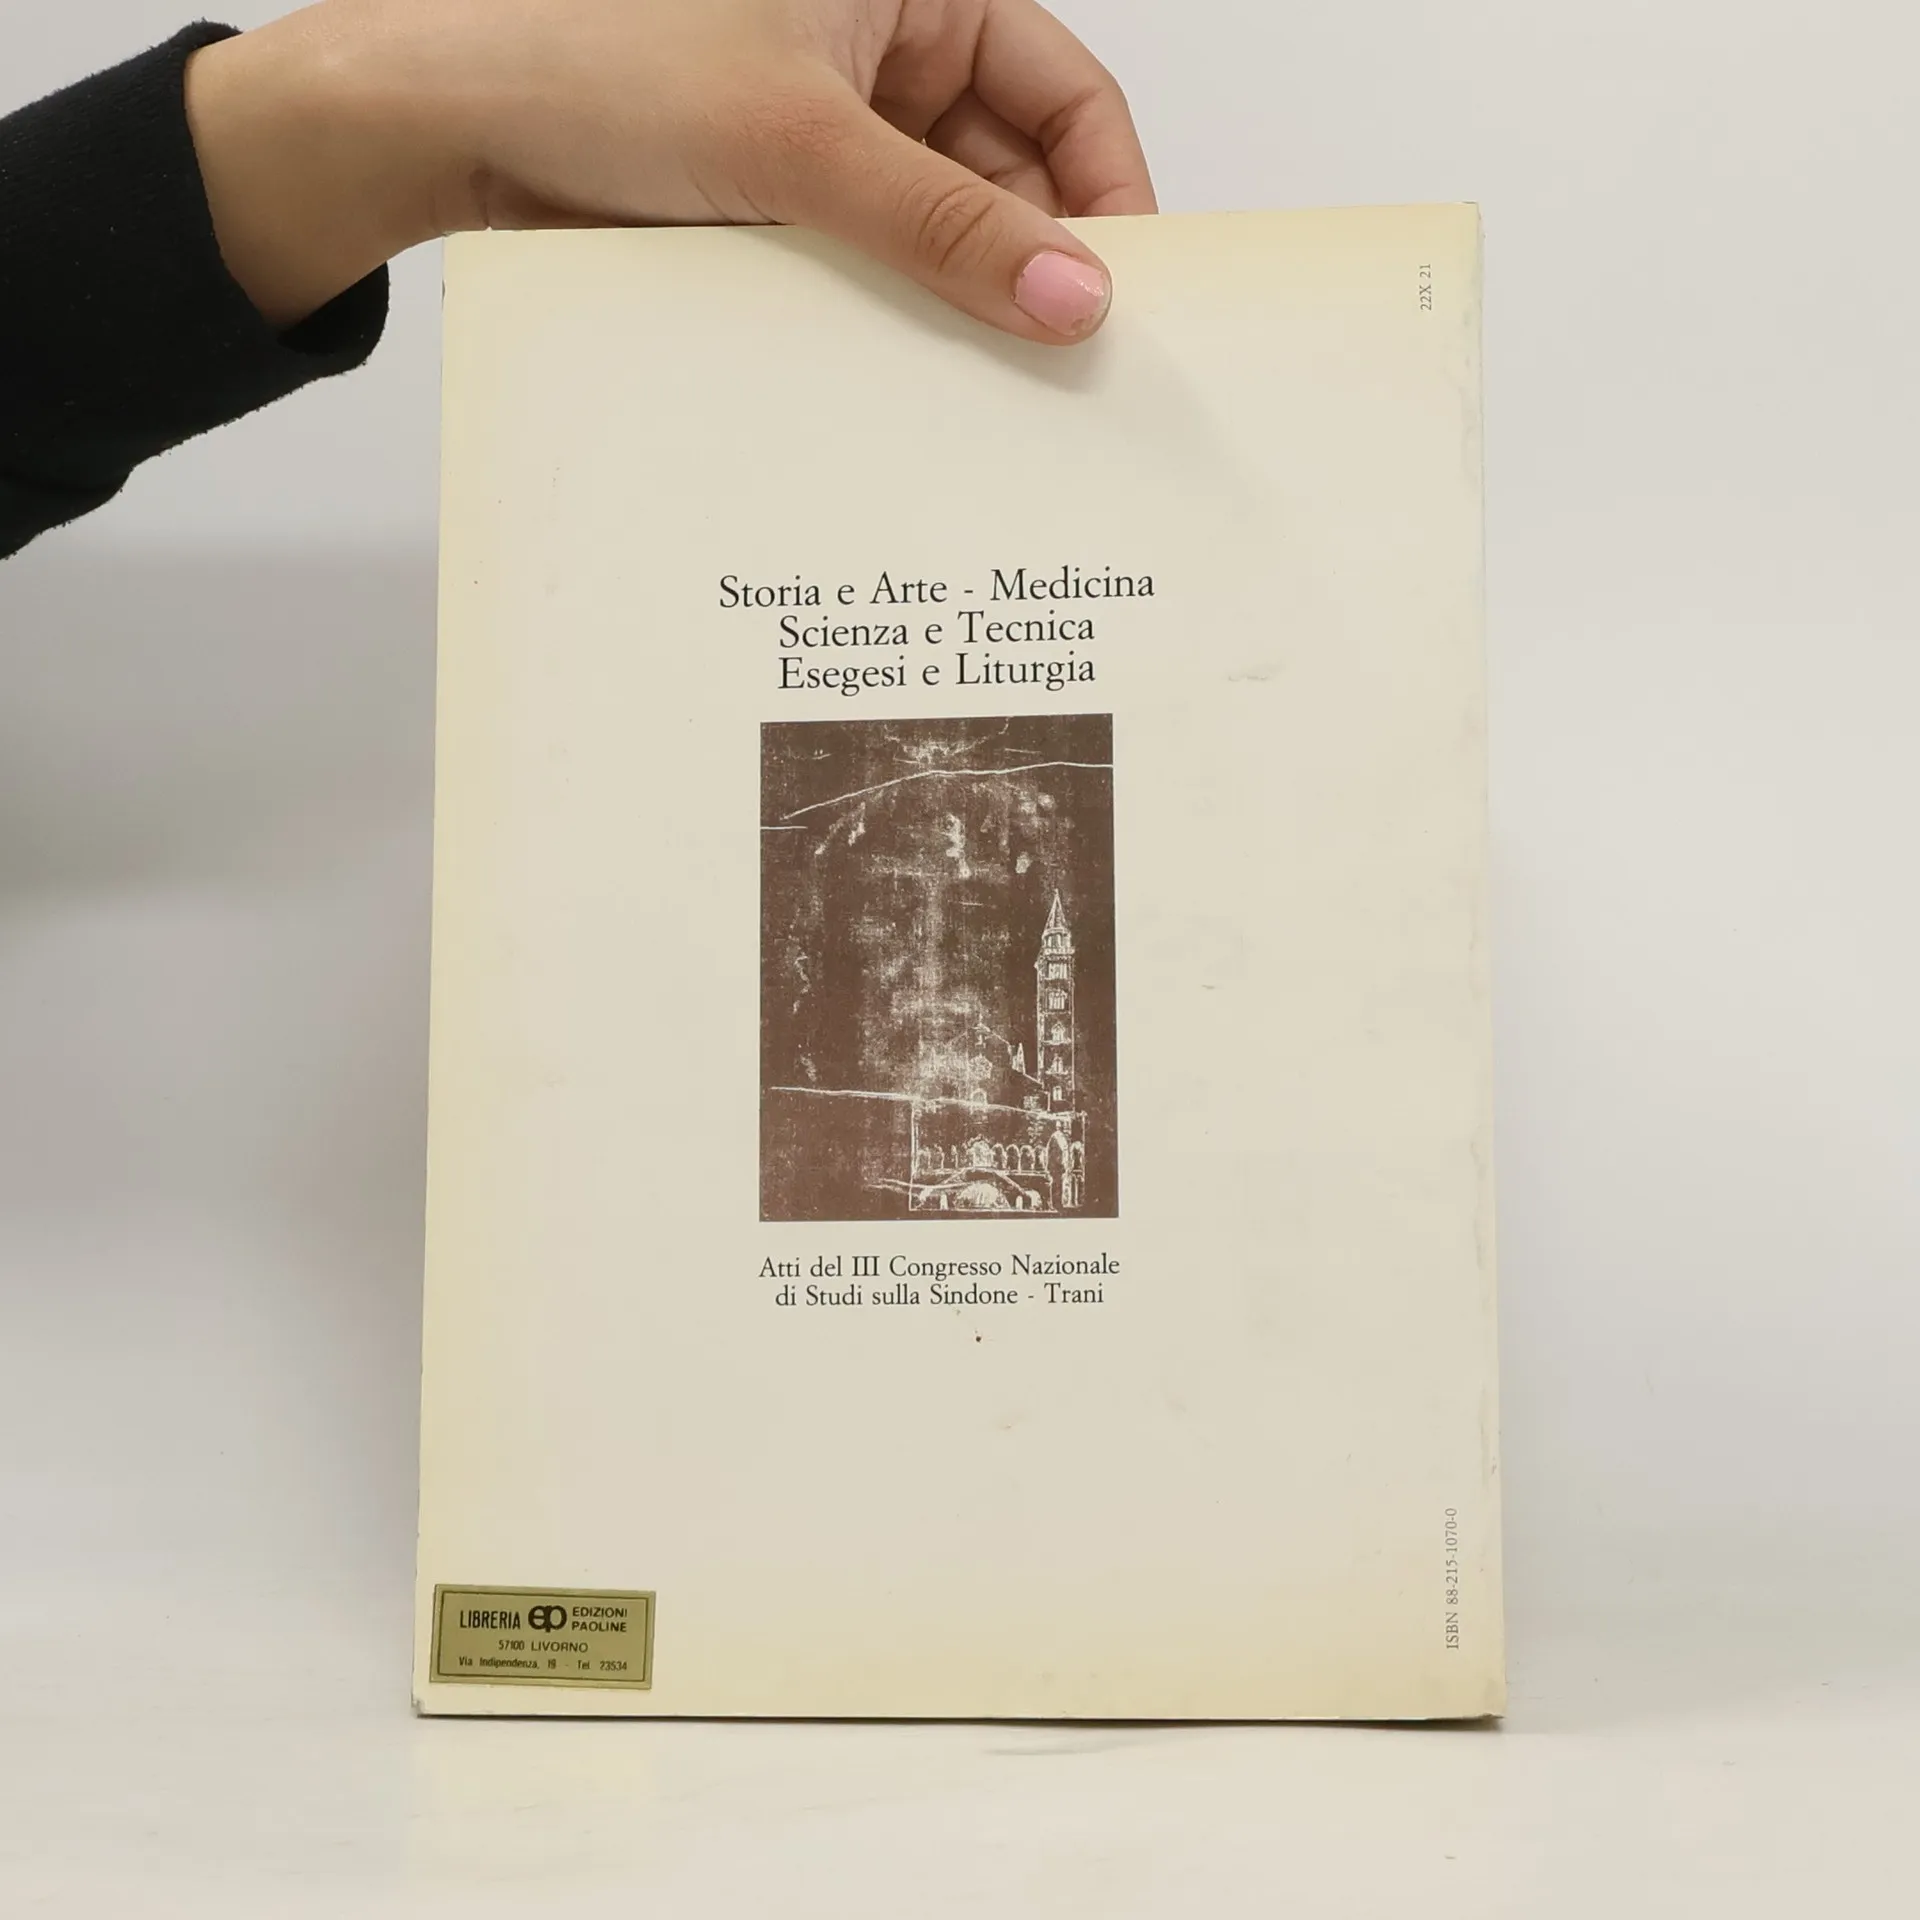 22X 21
Storia e Arte - Medicina
Scienza e Tecnica
Esegesi e Liturgia
Atti del III Congresso Nazionale
di Studi sulla Sindone - Trani
ISBN 88-215-1070-0
LIBRERIA ep EDIZIONI PAOLINE
57100 LIVORNO
Via Indipendenza, 19 - Tel 23534